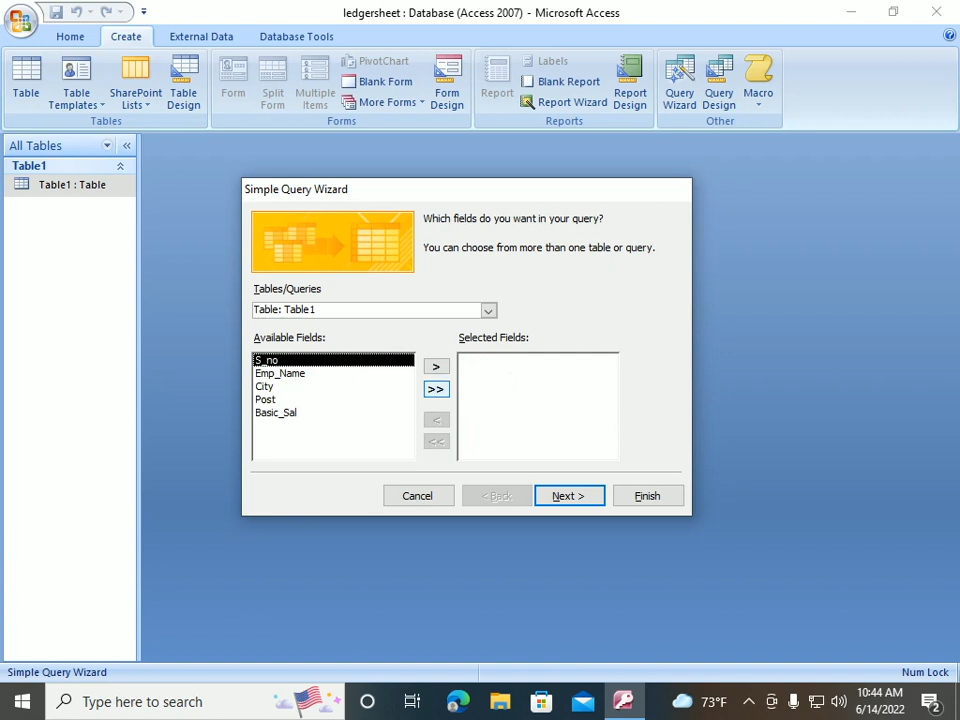 ledgersheet : Database (Access 2007) - Microsoft Access
Home Create External Data Database Tools
Table
Table Templates
SharePoint Lists
Table Design
Tables
Form
Split Form
Multiple Items
PivotChart
Blank Form
More Forms
Form Design
Forms
Report
Labels
Blank Report
Report Wizard
Report Design
Reports
Query Wizard
Query Design
Macro
Other
All Tables «
Table1
Table1 : Table
Simple Query Wizard
Which fields do you want in your query?
You can choose from more than one table or query.
Tables/Queries
Table: Table1
Available Fields: Selected Fields:
S_no
Emp_Name
City
Post
Basic_Sal
>
>>
<
<<
Cancel < Back Next > Finish
Simple Query Wizard Num Lock
Type here to search
73°F
10:44 AM
6/14/2022
2